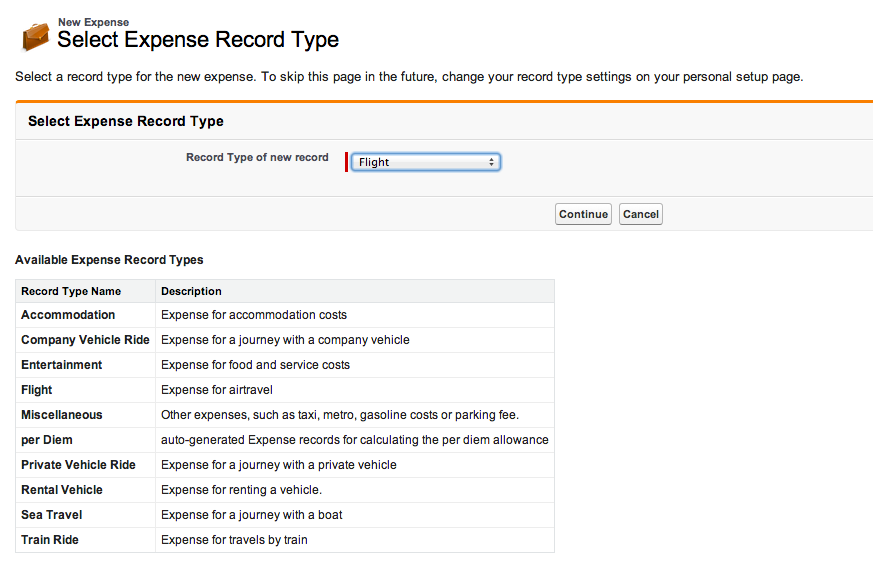 New Expense
Select Expense Record Type
Select a record type for the new expense. To skip this page in the future, change your record type settings on your personal setup page.
Select Expense Record Type
Record Type of new record Flight
Continue Cancel
Available Expense Record Types
Record Type Name Description
Accommodation Expense for accommodation costs
Company Vehicle Ride Expense for a journey with a company vehicle
Entertainment Expense for food and service costs
Flight Expense for airtravel
Miscellaneous Other expenses, such as taxi, metro, gasoline costs or parking fee.
per Diem auto-generated Expense records for calculating the per diem allowance
Private Vehicle Ride Expense for a journey with a private vehicle
Rental Vehicle Expense for renting a vehicle.
Sea Travel Expense for a journey with a boat
Train Ride Expense for travels by train